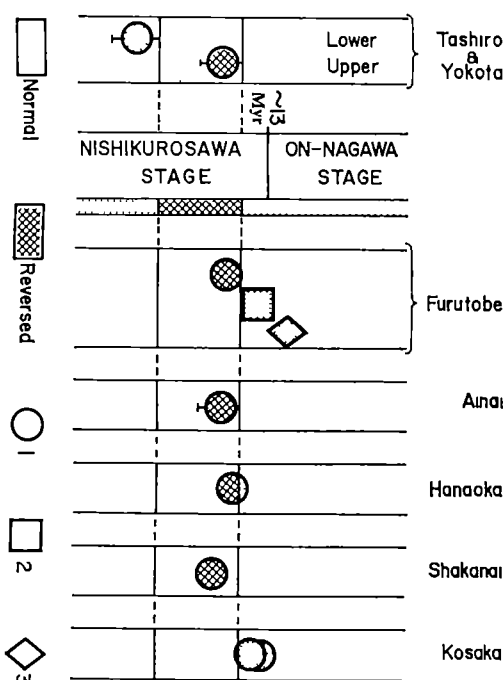 Lower
Upper
Tashiro
&
Yokota
~13
Myr
NISHIKUROSAWA
STAGE
ON-NAGAWA
STAGE
Furutobe
Ainai
Hanaoka
Shakanai
Kosaka
Normal
Reversed
1
2
3